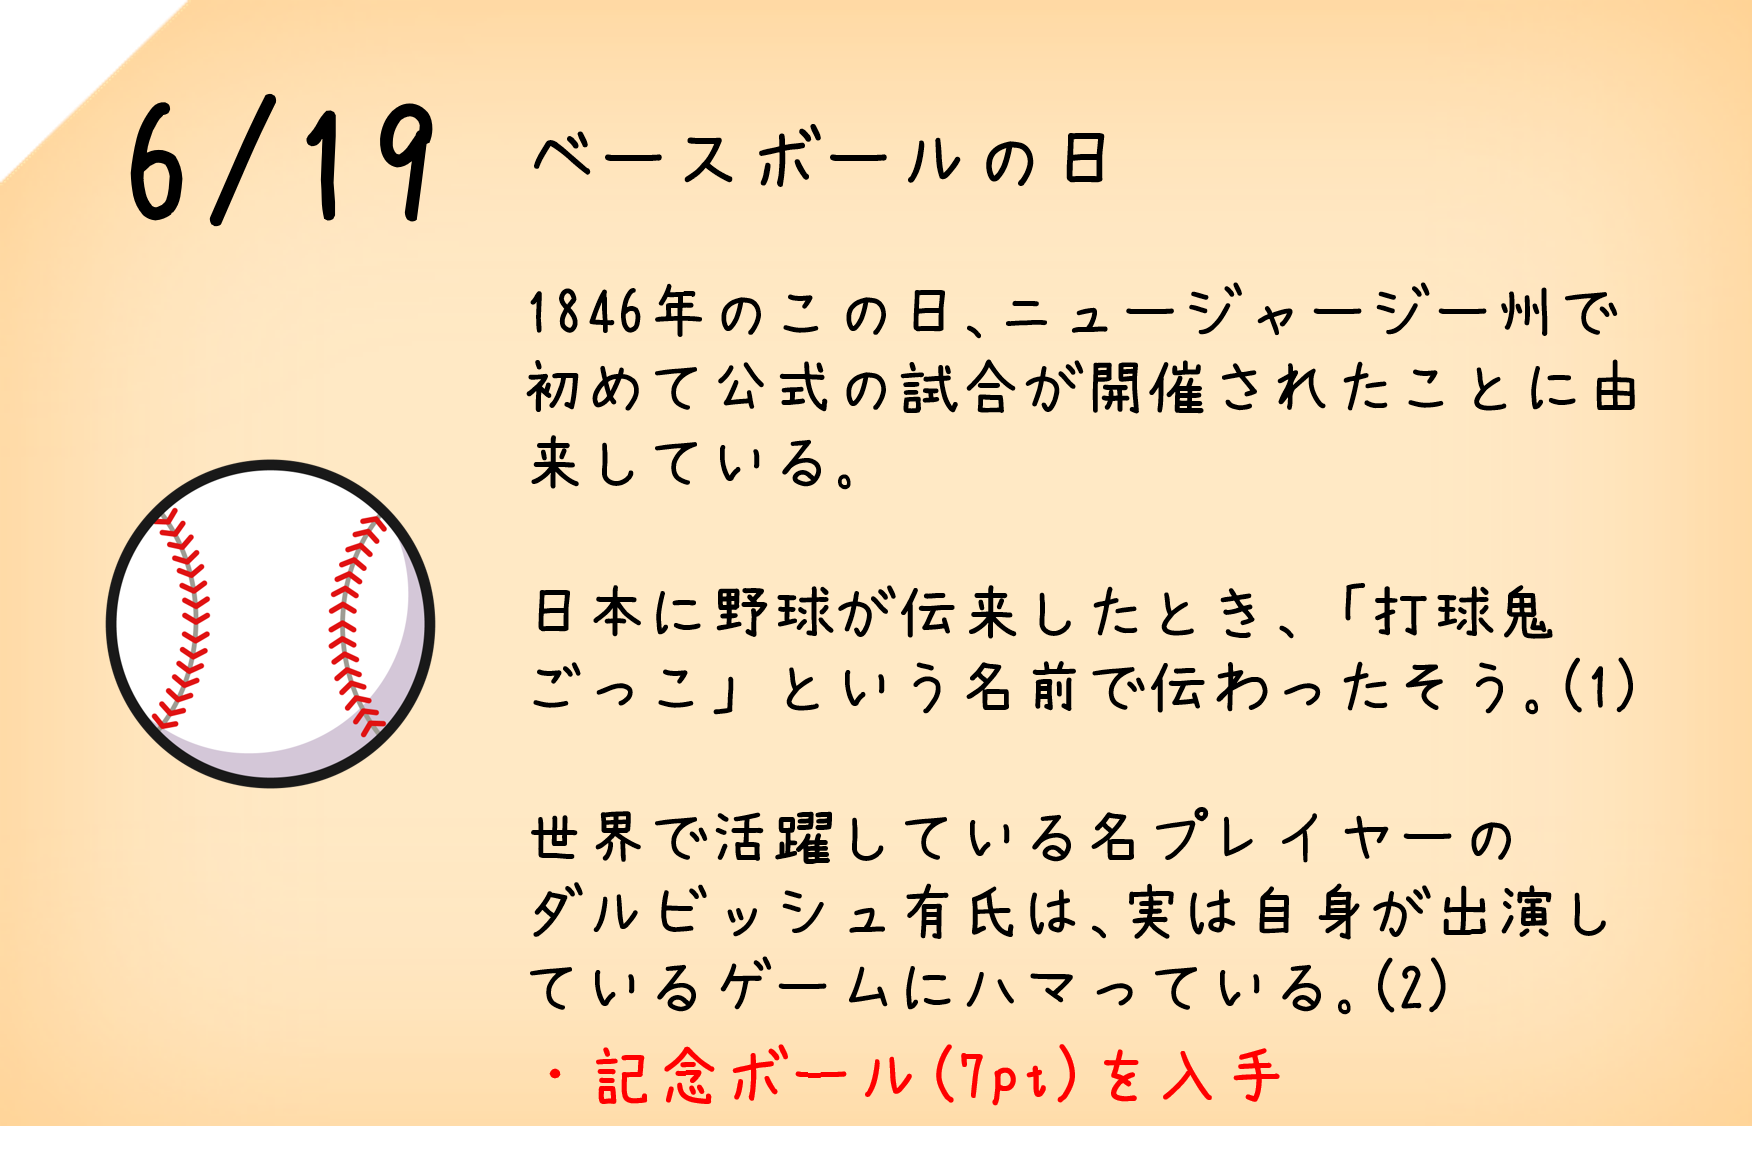 6/19 ベースボールの日
1846年のこの日、ニュージャージー州で
初めて公式の試合が開催されたことに由
来している。
日本に野球が伝来したとき、「打球鬼
ごっこ」という名前で伝わったそう。(1)
世界で活躍している名プレイヤーの
ダルビッシュ有氏は、実は自身が出演し
ているゲームにハマっている。(2)
・記念ボール(7pt)を入手